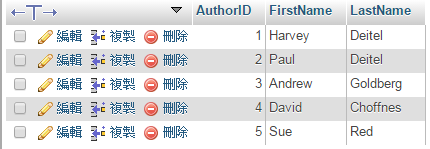 AuthorID FirstName LastName
編輯 複製 刪除 1 Harvey Deitel
編輯 複製 刪除 2 Paul Deitel
編輯 複製 刪除 3 Andrew Goldberg
編輯 複製 刪除 4 David Choffnes
編輯 複製 刪除 5 Sue Red